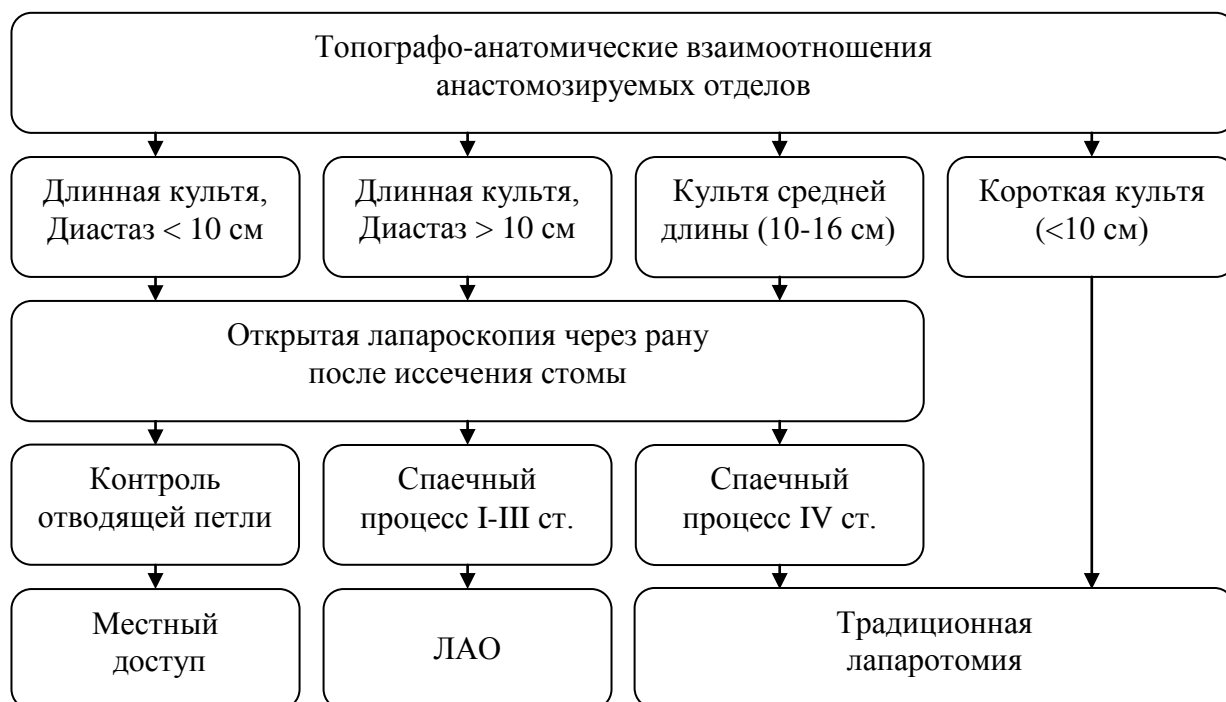 Топографо-анатомические взаимоотношения
анастомозируемых отделов
Длинная культя,
Диастаз < 10 см
Длинная культя,
Диастаз > 10 см
Культя средней
длины (10-16 см)
Короткая культя
(<10 см)
Открытая лапароскопия через рану
после иссечения стомы
Контроль
отводящей петли
Спаечный
процесс I-III ст.
Спаечный
процесс IV ст.
Местный
доступ
ЛАО
Традиционная
лапаротомия